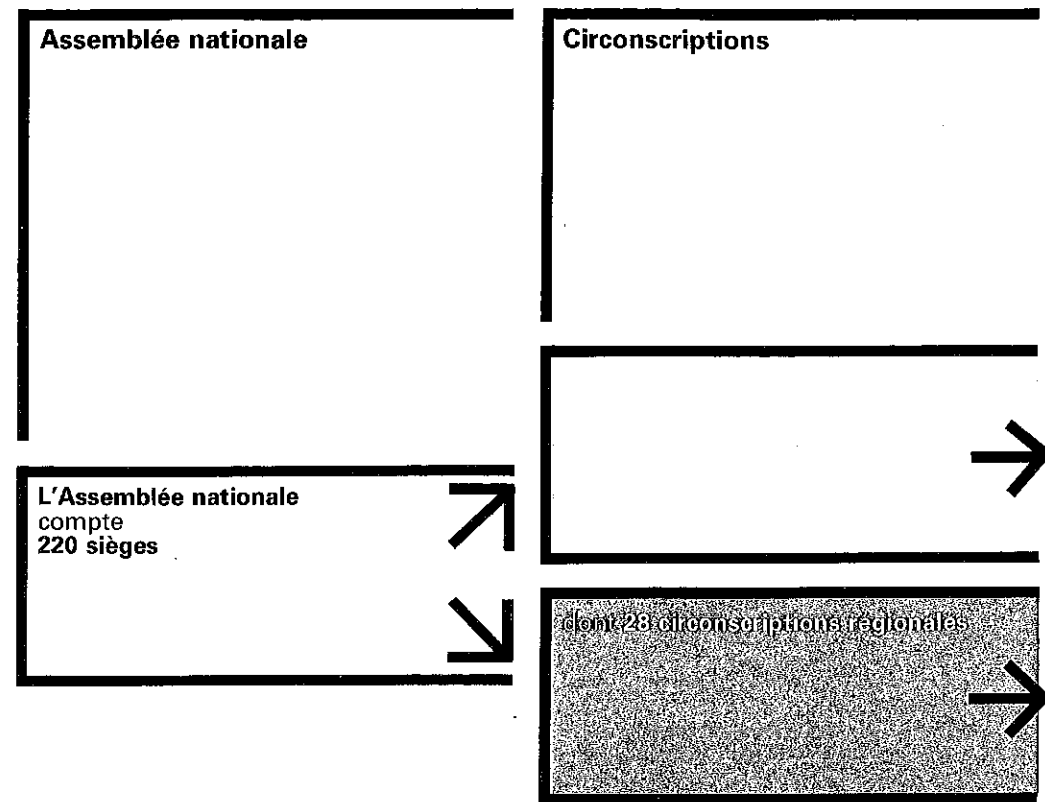 Assemblée nationale
Circonscriptions
L'Assemblée nationale
compte
220 sièges
dont 28 circonscriptions régionales